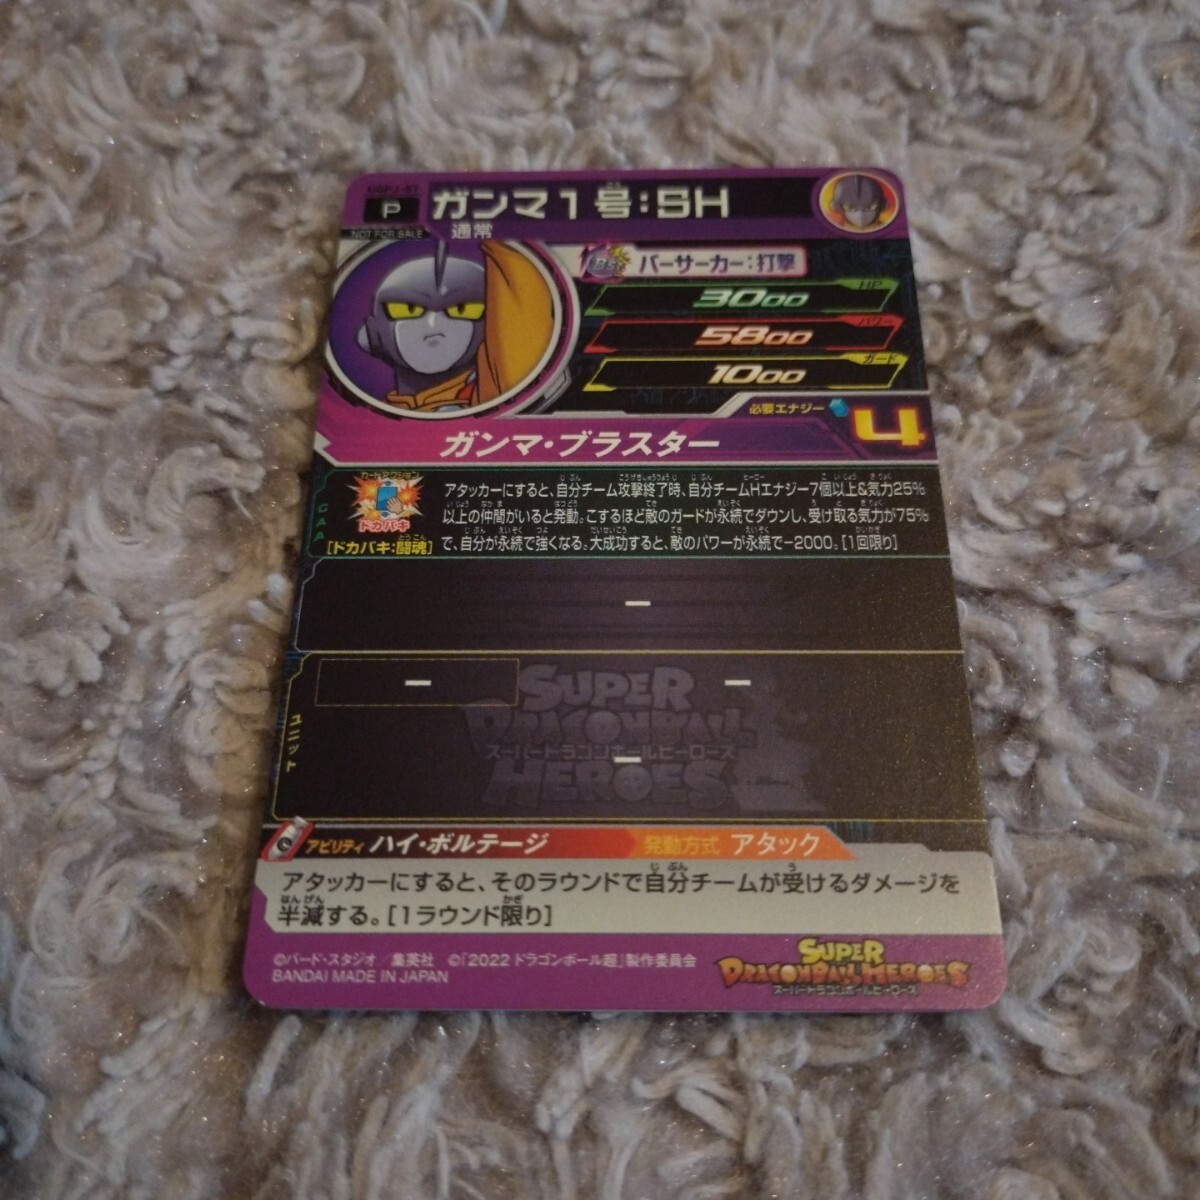 P
NOT FOR SALE
ガンマ1号:SH
通常
バーサーカー:打撃
HP
3000
パワー
5800
ガード
1000
必要エナジー
4
ガンマ・ブラスター
カードアクション
ドカバキ
CAA
[ドカバキ:闘魂]
アタッカーにすると、自分チーム攻撃終了時、自分チームHエナジー7個以上&気力25%
以上の仲間がいると発動。こするほど敵のガードが永続でダウンし、受け取る気力が75%
で、自分が永続で強くなる。大成功すると、敵のパワーが永続で-2000。[1回限り]
ー
ー
ー
ユニット
ー
SUPER
DRAGONBALL
スーパードラゴンボールヒーローズ
HEROES
アビリティ ハイ・ボルテージ
発動方式 アタック
アタッカーにすると、そのラウンドで自分チームが受けるダメージを
半減する。[1ラウンド限り]
©バード・スタジオ/集英社 ©「2022 ドラゴンボール超」製作委員会
BANDAI MADE IN JAPAN
SUPER
DRAGONBALL HEROES
スーパードラゴンボールヒーローズ